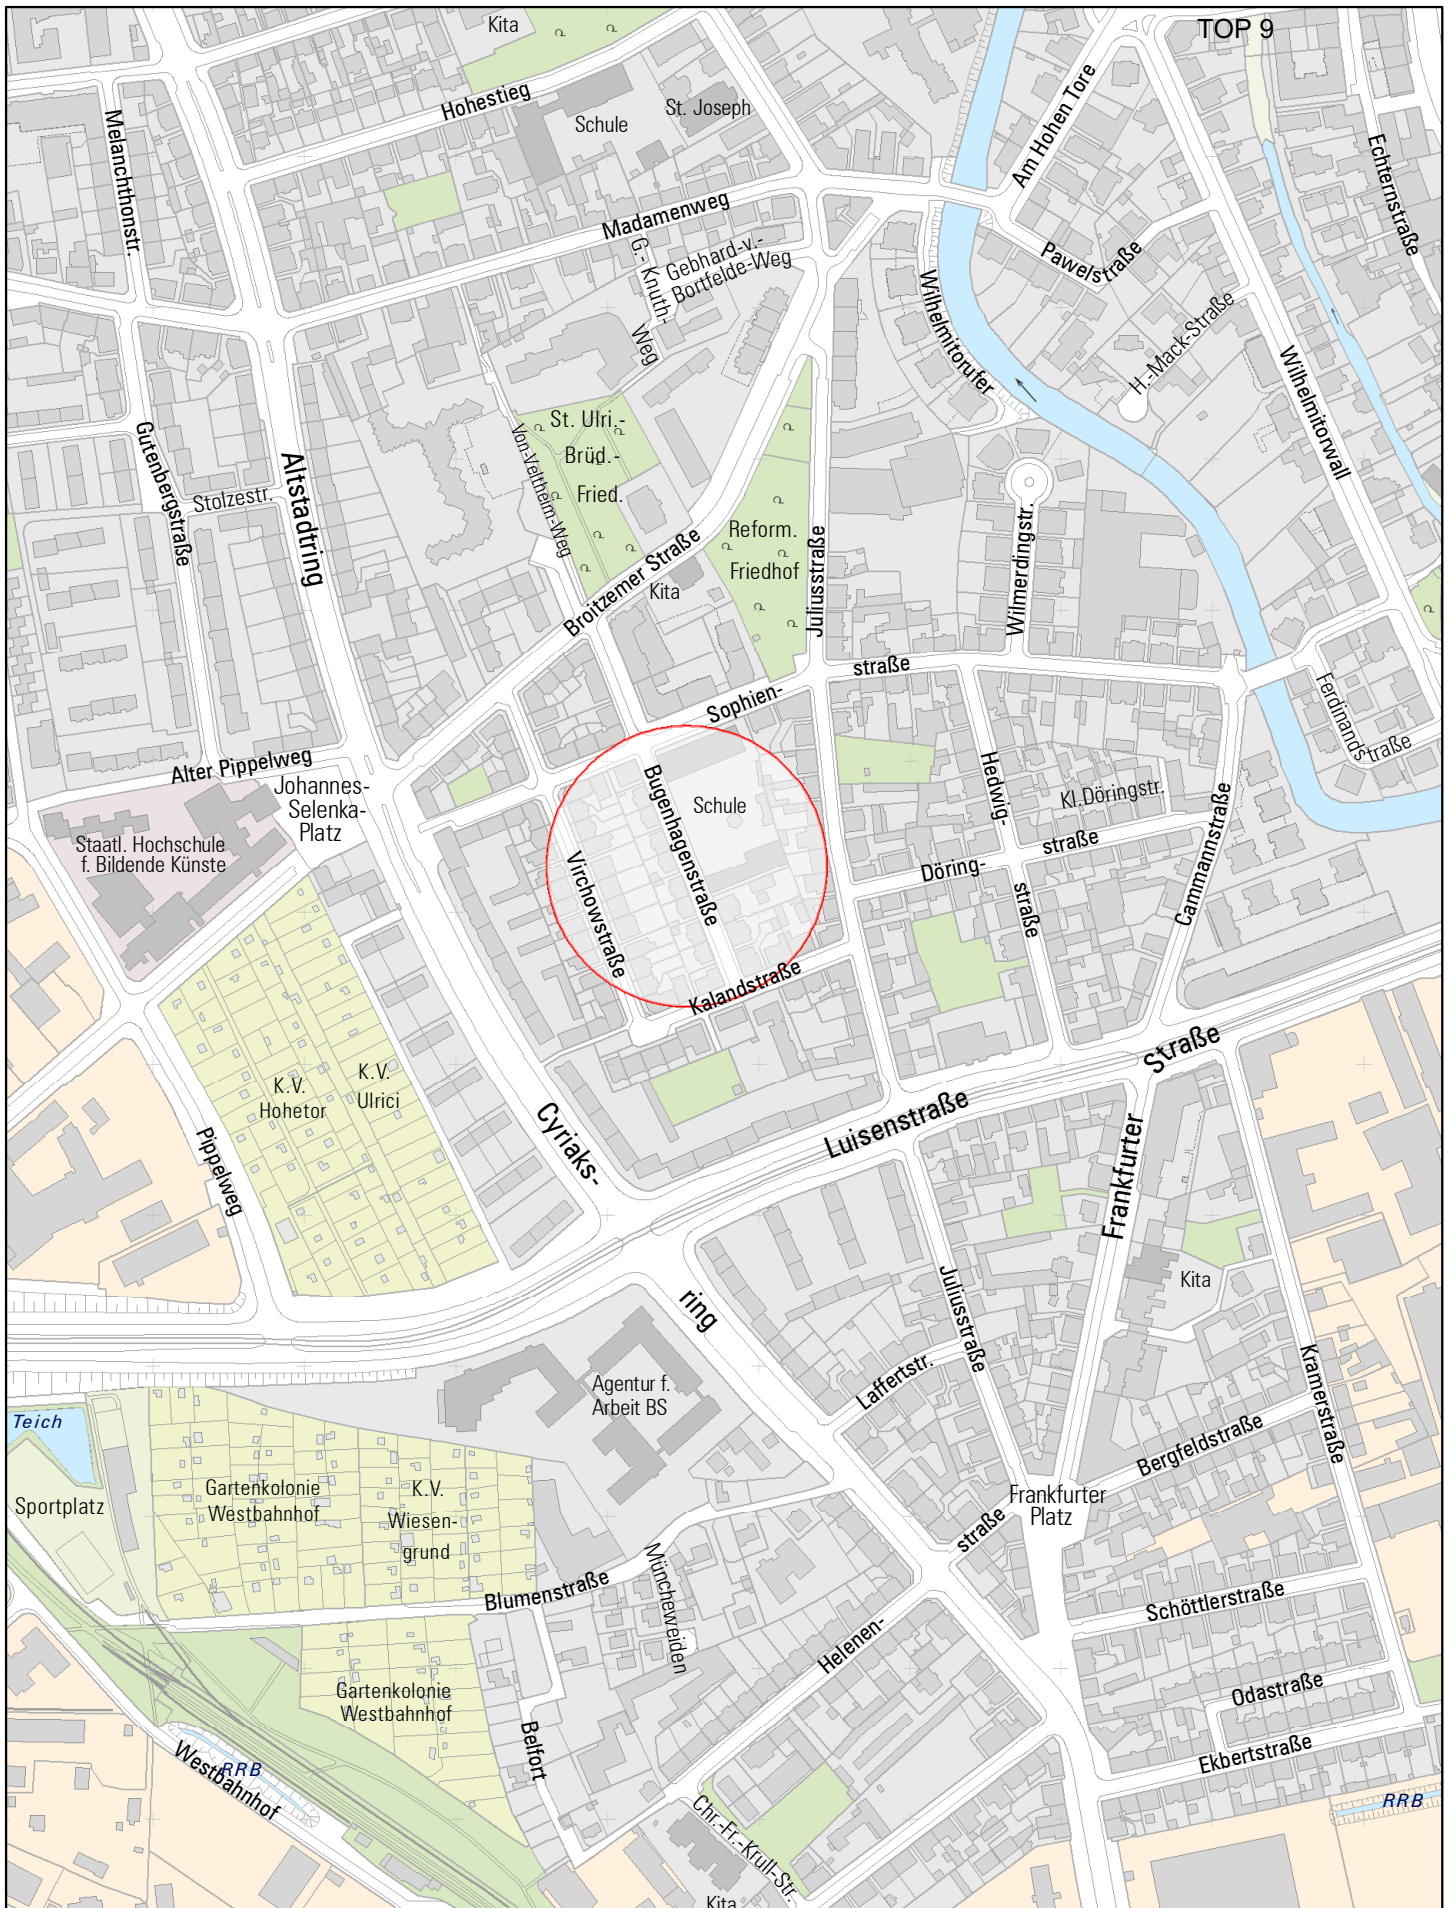 Kita
TOP 9
Hohestieg
St. Joseph
Schule
Am Hohen Tore
Melanchthonstr.
Echternstraße
Madamenweg
G.- Knuth-
Weg
Gebhard-v.-
Bortfelde-Weg
Pawelstraße
Wilhelmitorufer
H.-Mack-Straße
Wilhelmitorwall
Gutenbergstraße
Stolzestr.
Altstadtring
Von-Veltheim-Weg
St. Ulri.-
Brüd.-
Fried.
Reform.
Friedhof
Juliusstraße
Wilmerdingstr.
Broitzemer Straße
Kita
Sophien-
straße
Ferdinand-
straße
Alter Pippelweg
Johannes-
Selenka-
Platz
Staatl. Hochschule
f. Bildende Künste
Bugenhagenstraße
Schule
Virchowstraße
Hedwig-
straße
Kl.Döringstr.
Döring-
straße
Cammannstraße
Kalandstraße
K.V.
Hohetor
K.V.
Ulrici
Pippelweg
Cyriaks-
ring
Luisenstraße
Frankfurter
Straße
Juliusstraße
Kita
Laffertstr.
Kramerstraße
Agentur f.
Arbeit BS
Bergfeldstraße
Teich
Sportplatz
Gartenkolonie
Westbahnhof
K.V.
Wiesen-
grund
Frankfurter
Platz
straße
Blumenstraße
Müncheweiden
Schöttlerstraße
Helenen-
Gartenkolonie
Westbahnhof
Odastraße
Belfort
Ekbertstraße
RRB
Westbahnhof
RRB
Chr.-Fr.-Krull-Str.
Kita